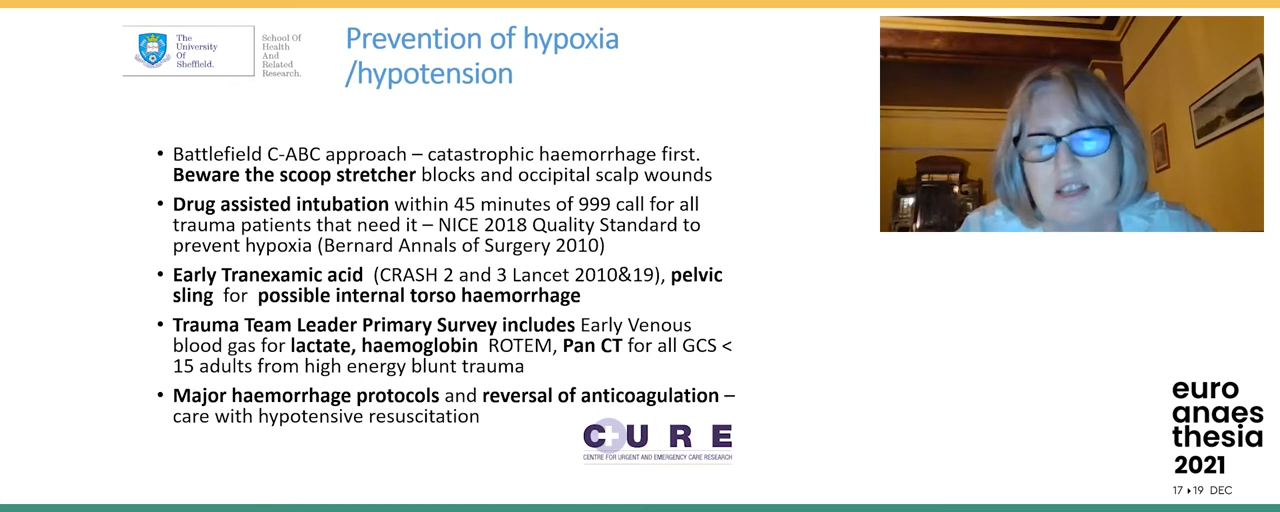 The
University
Of
Sheffield.
School Of
Health
And
Related
Research.
Prevention of hypoxia
/hypotension
• Battlefield C-ABC approach – catastrophic haemorrhage first.
Beware the scoop stretcher blocks and occipital scalp wounds
• Drug assisted intubation within 45 minutes of 999 call for all
trauma patients that need it – NICE 2018 Quality Standard to
prevent hypoxia (Bernard Annals of Surgery 2010)
• Early Tranexamic acid (CRASH 2 and 3 Lancet 2010&19), pelvic
sling for possible internal torso haemorrhage
• Trauma Team Leader Primary Survey includes Early Venous
blood gas for lactate, haemoglobin ROTEM, Pan CT for all GCS <
15 adults from high energy blunt trauma
• Major haemorrhage protocols and reversal of anticoagulation –
care with hypotensive resuscitation
CURE
CENTRE FOR URGENT AND EMERGENCY CARE RESEARCH
euro
anaes
thesia
2021
17 ▸ 19 DEC